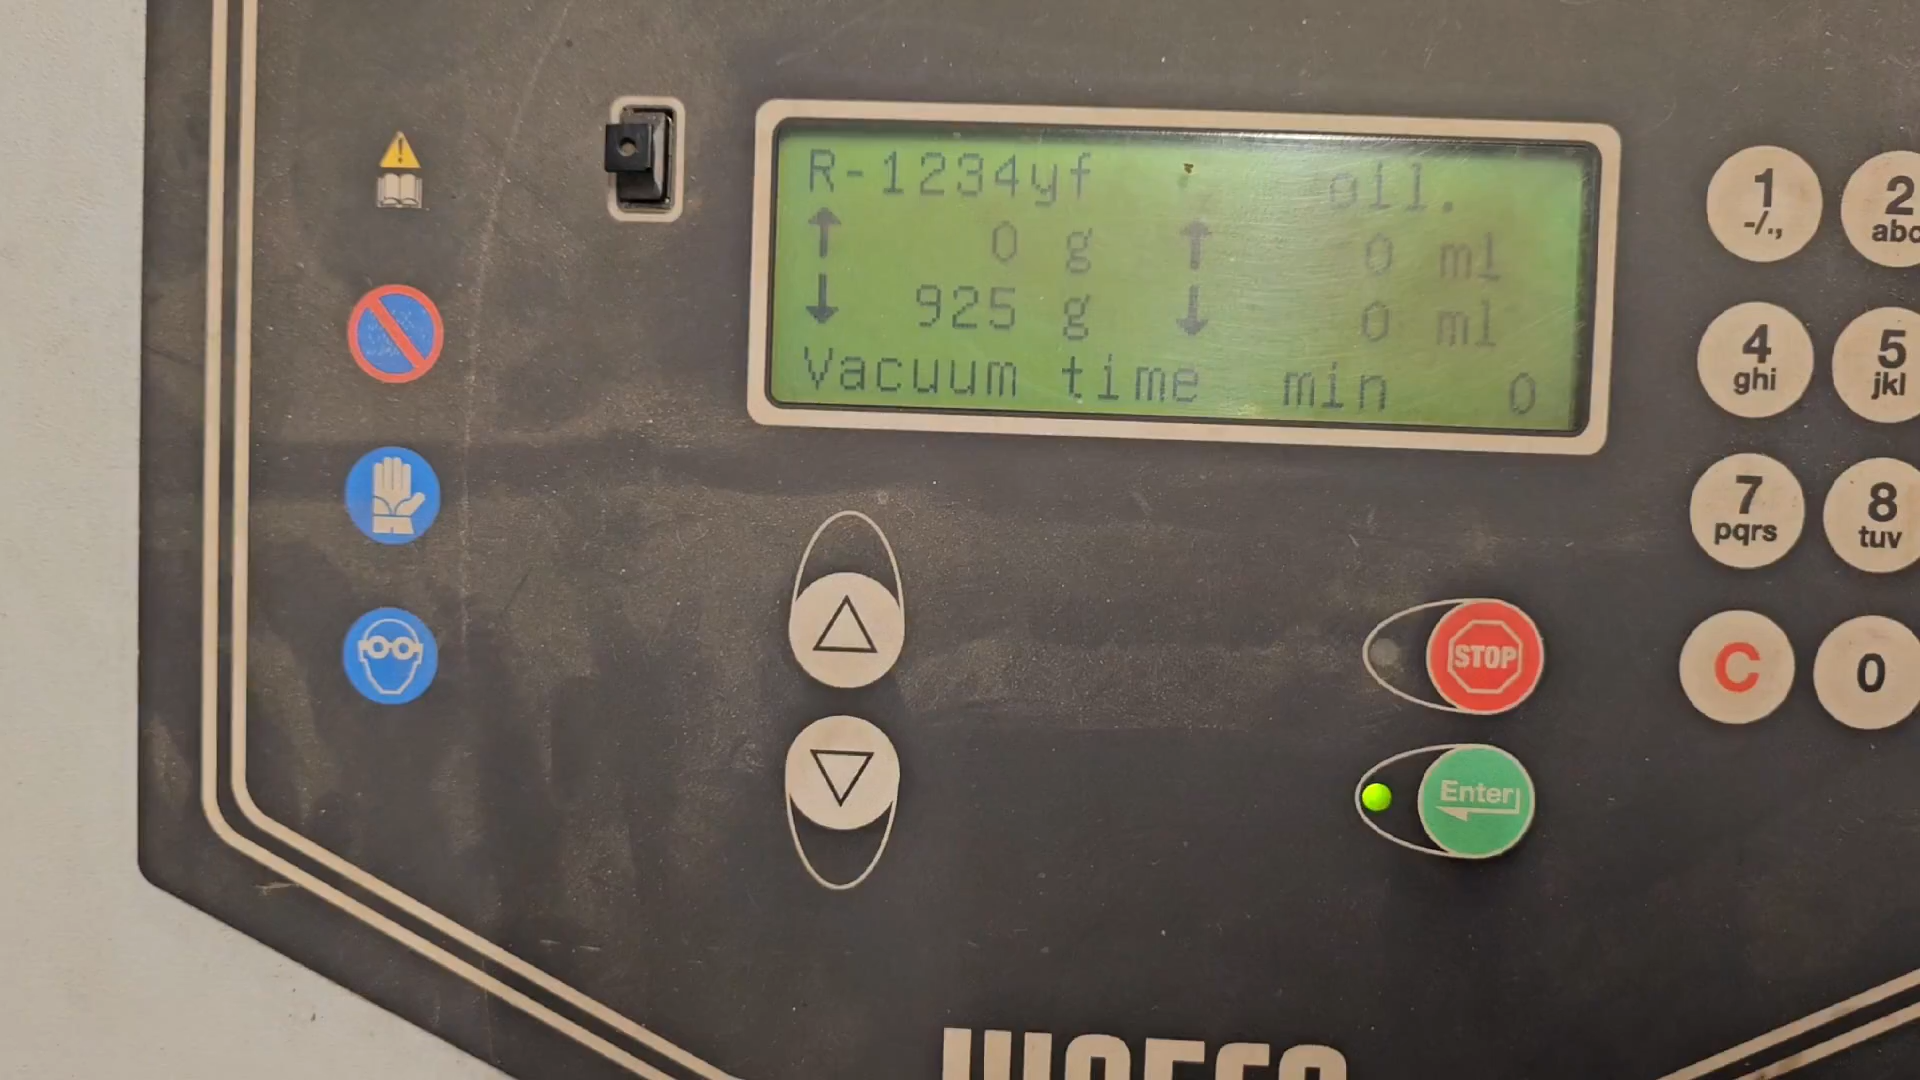 R-1234yf oil.
↑ 0 g ↑ 0 ml
↓ 925 g ↓ 0 ml
Vacuum time min 0
1
-/.,
2
abc
4
ghi
5
jkl
7
pqrs
8
tuv
STOP
C
0
Enter